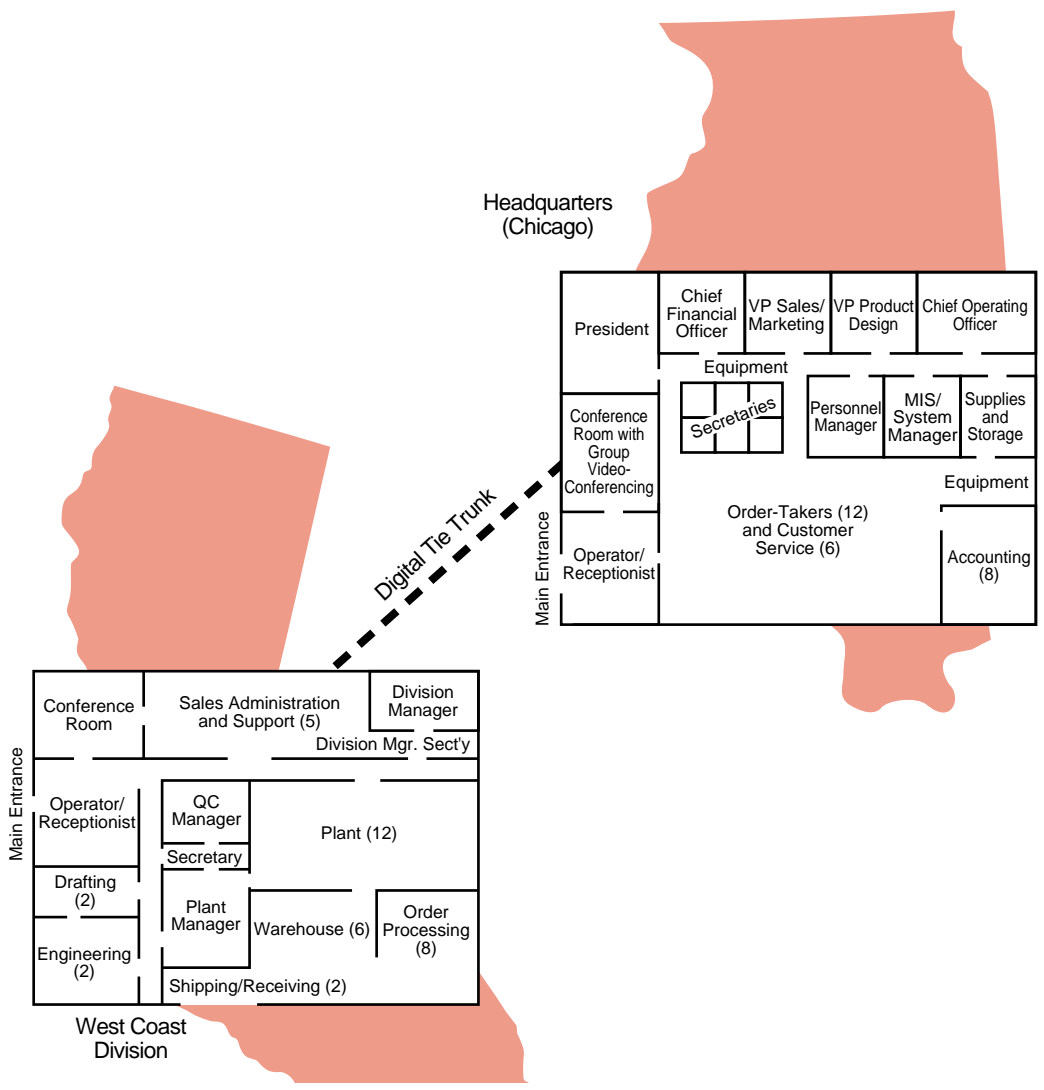 Headquarters
(Chicago)
President
Chief
Financial
Officer
VP Sales/
Marketing
VP Product
Design
Chief Operating
Officer
Equipment
Secretaries
Personnel
Manager
MIS/
System
Manager
Supplies
and
Storage
Conference
Room with
Group
Video-
Conferencing
Equipment
Order-Takers (12)
and Customer
Service (6)
Accounting
(8)
Operator/
Receptionist
Main Entrance
Digital Tie Trunk
Conference
Room
Sales Administration
and Support (5)
Division
Manager
Division Mgr. Sect'y
Main Entrance
Operator/
Receptionist
QC
Manager
Secretary
Plant (12)
Drafting
(2)
Plant
Manager
Warehouse (6)
Order
Processing
(8)
Engineering
(2)
Shipping/Receiving (2)
West Coast
Division